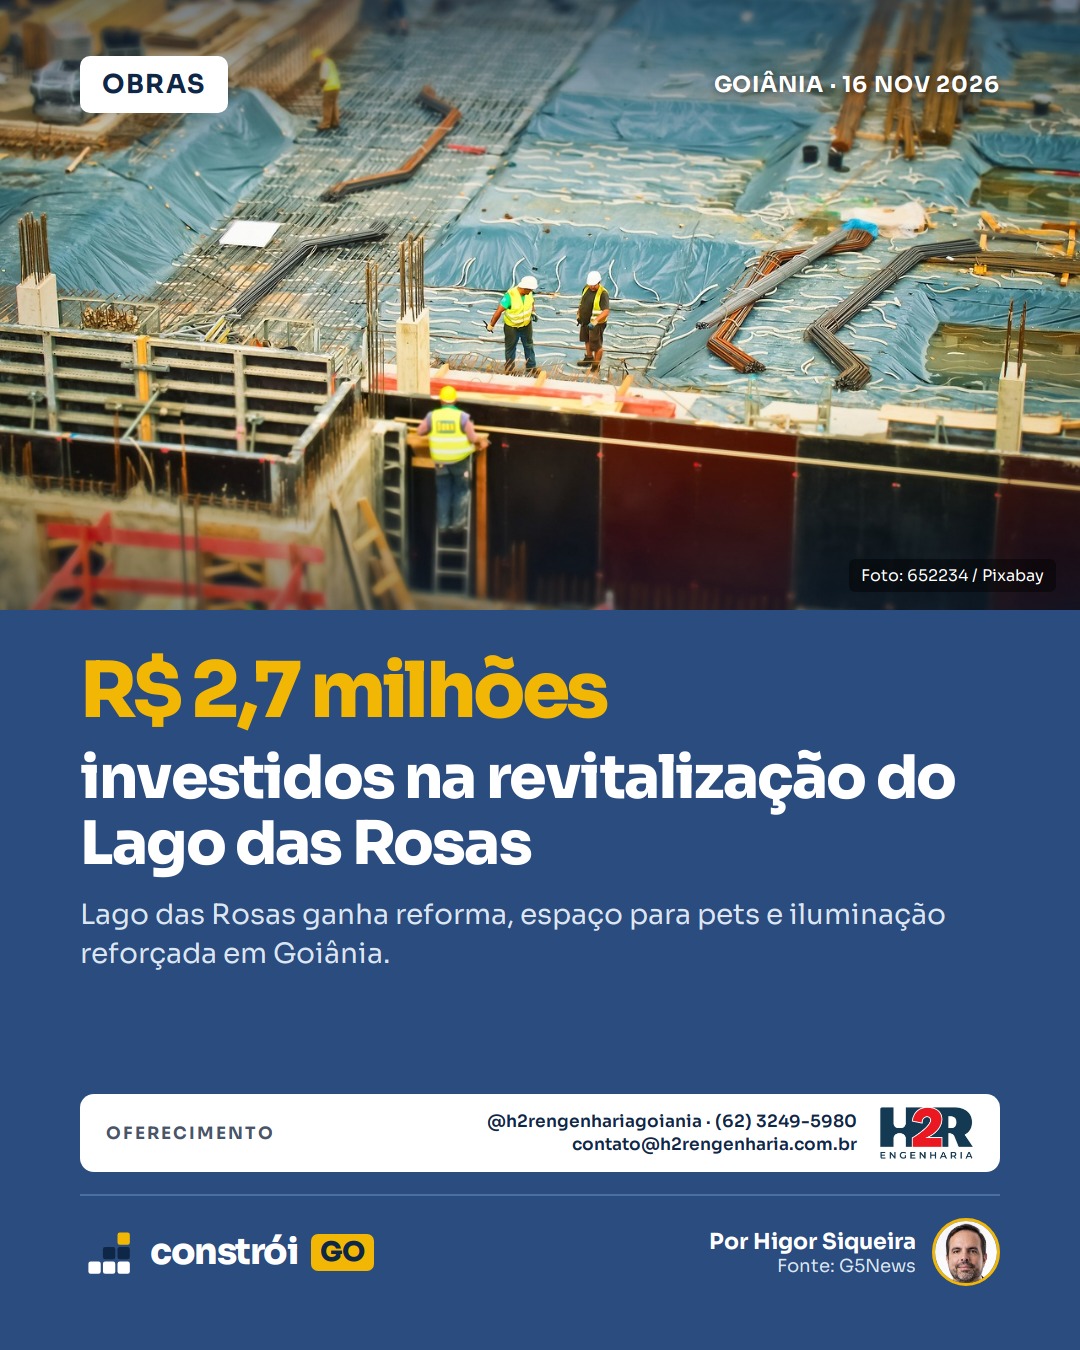 OBRAS
GOIÂNIA · 16 NOV 2026
Foto: 652234 / Pixabay
R$ 2,7 milhões
investidos na revitalização do
Lago das Rosas
Lago das Rosas ganha reforma, espaço para pets e iluminação
reforçada em Goiânia.
OFERECIMENTO
@h2rengenhariagoiania · (62) 3249-5980
contato@h2rengenharia.com.br
H2R
ENGENHARIA
constrói GO
Por Higor Siqueira
Fonte: G5News